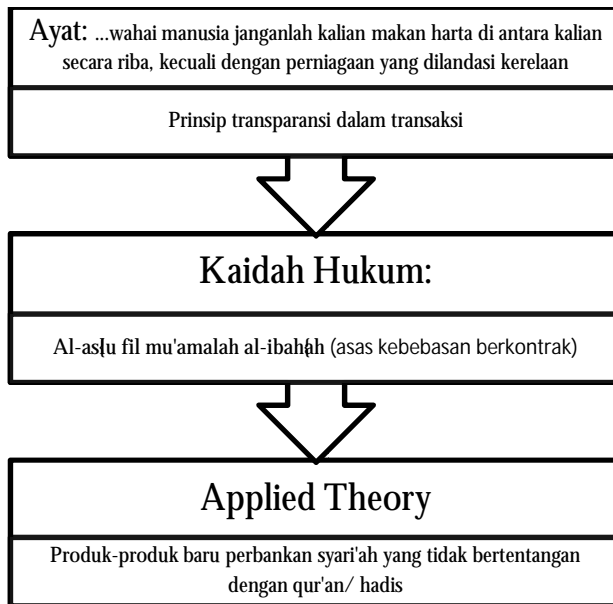 Ayat: ...wahai manusia janganlah kalian makan harta di antara kalian
secara riba, kecuali dengan perniagaan yang dilandasi kerelaan
Prinsip transparansi dalam transaksi
Kaidah Hukum:
Al-aṣlu fil mu'amalah al-ibaḥah (asas kebebasan berkontrak)
Applied Theory
Produk-produk baru perbankan syari'ah yang tidak bertentangan
dengan qur'an/ hadis